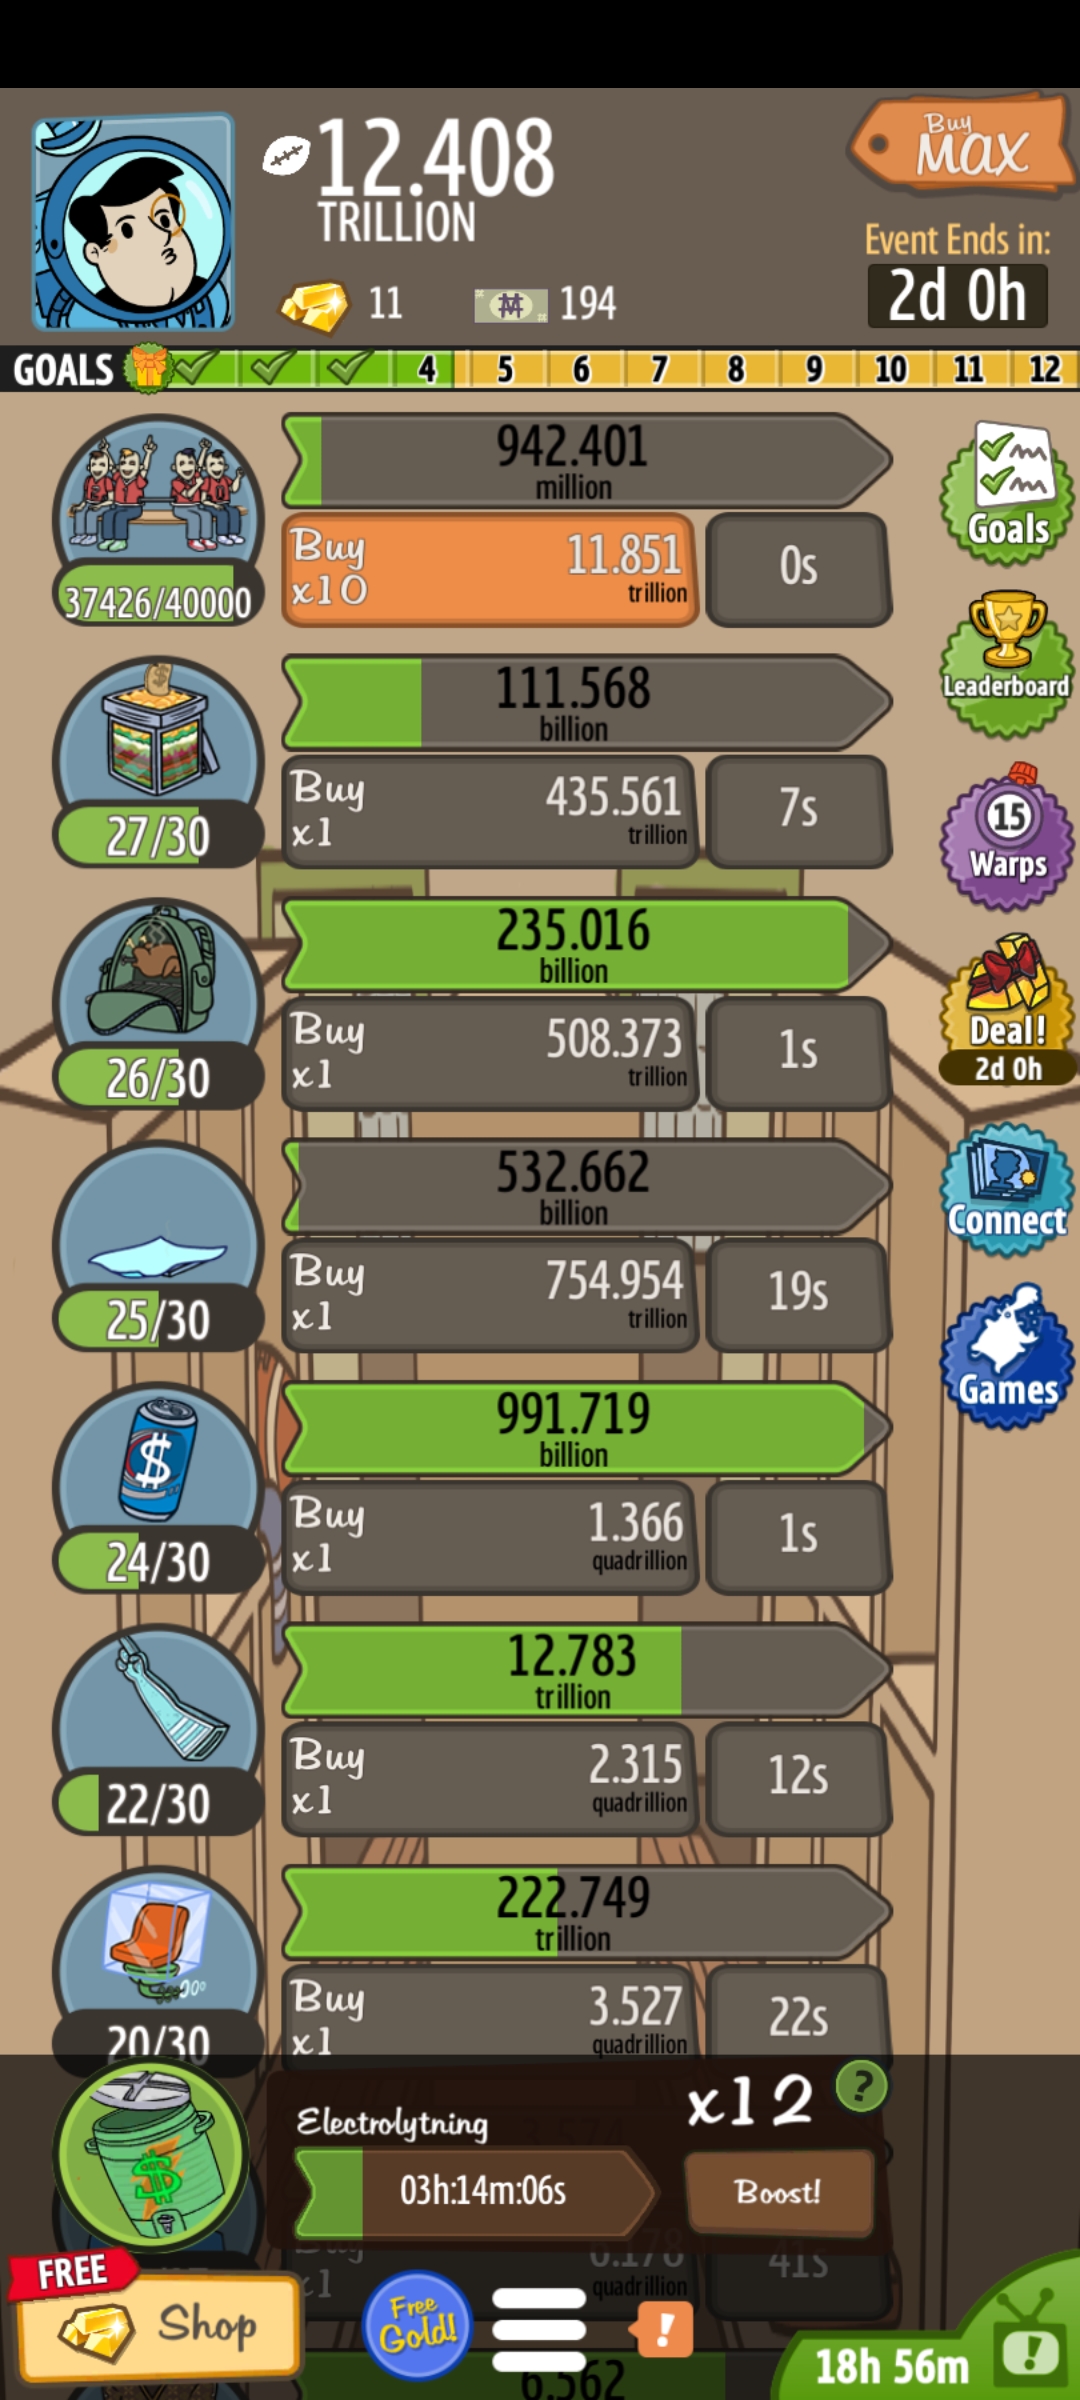 12.408
TRILLION
Buy
MAX
Event Ends in:
2d 0h
11
194
GOALS 4 5 6 7 8 9 10 11 12
942.401
million
Buy
x10
11.851
trillion
0s
37426/40000
Goals
111.568
billion
Buy
x1
435.561
trillion
7s
27/30
Leaderboard
15
Warps
235.016
billion
Buy
x1
508.373
trillion
1s
26/30
Deal!
2d 0h
532.662
billion
Buy
x1
754.954
trillion
19s
25/30
Connect
991.719
billion
Buy
x1
1.366
quadrillion
1s
24/30
$
Games
12.783
trillion
Buy
x1
2.315
quadrillion
12s
22/30
222.749
trillion
Buy
x1
3.527
quadrillion
22s
20/30
Electrolytning
x12
?
$
03h:14m:06s
Boost!
Buy
x1
6.178
quadrillion
41s
FREE
Shop
Free
Gold!
!
18h 56m
!
6.562